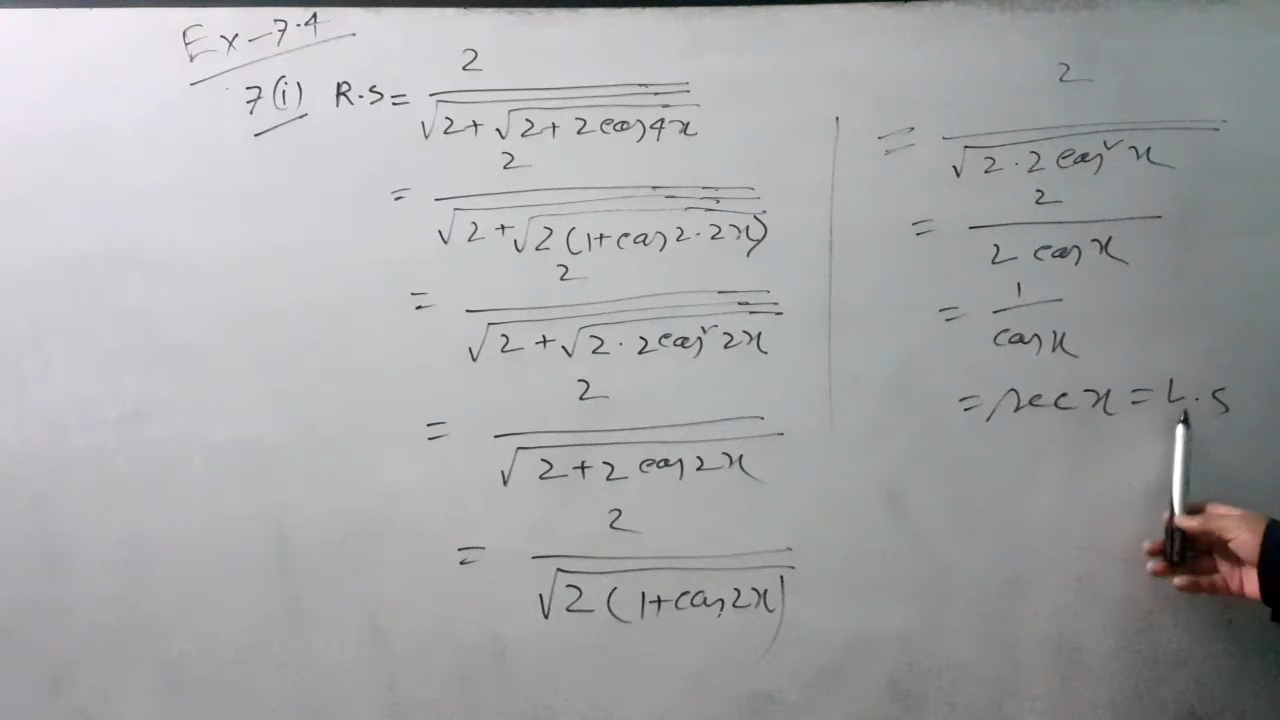 Ex-7.4
7(i) R.S = 2/√(2+√(2+2cos4x))
= 2/√(2+√(2(1+cos2·2x)))
= 2/√(2+√(2·2cos²2x))
= 2/√(2+2cos2x)
= 2/√(2(1+cos2x))
= 2/√(2·2cos²x)
= 2/(2cosx)
= 1/cosx
= secx = L.S